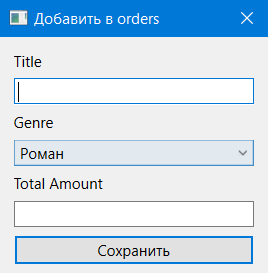 Добавить в orders
Title
Genre
Роман
Total Amount
Сохранить